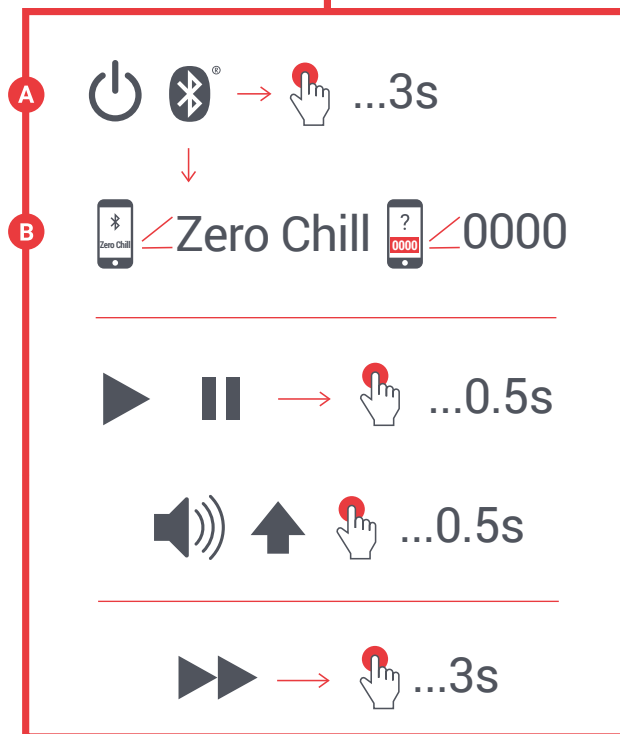 A ® ...3s
B Zero Chill Zero Chill ? 0000 0000
...0.5s
...0.5s
...3s